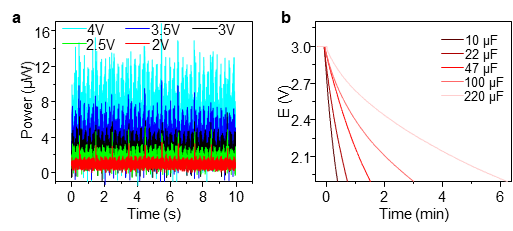 a
b
4V 3.5V 3V
2.5V 2V
16
12
8
4
0
Power (μW)
0 2 4 6 8 10
Time (s)
10 μF
22 μF
47 μF
100 μF
220 μF
3.0
2.7
2.4
2.1
E (V)
0 2 4 6
Time (min)